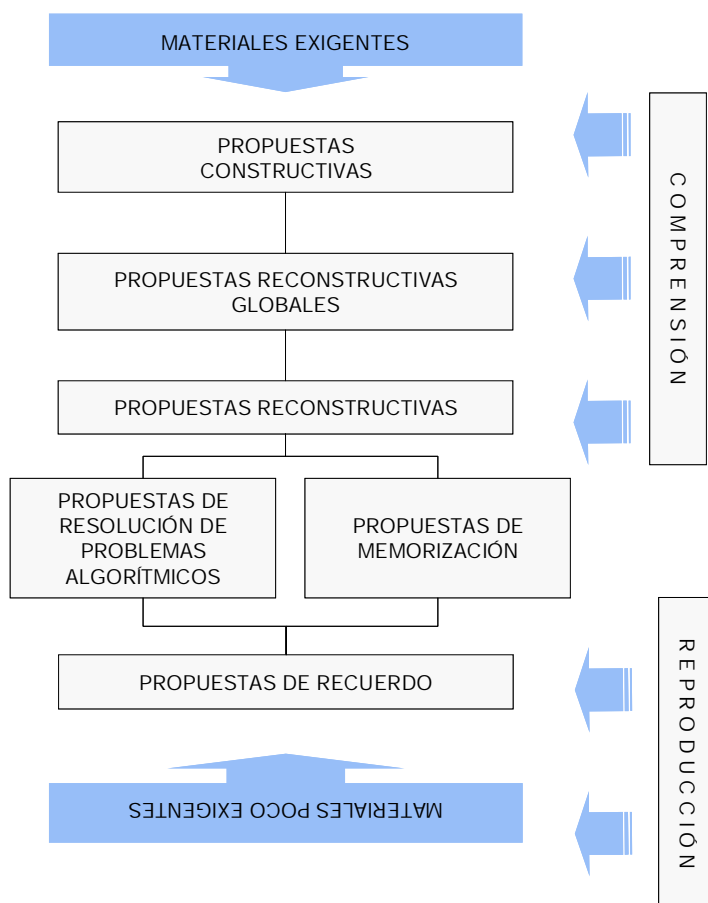 MATERIALES EXIGENTES
PROPUESTAS
CONSTRUCTIVAS
PROPUESTAS RECONSTRUCTIVAS
GLOBALES
PROPUESTAS RECONSTRUCTIVAS
PROPUESTAS DE
RESOLUCIÓN DE
PROBLEMAS
ALGORÍTMICOS
PROPUESTAS DE
MEMORIZACIÓN
PROPUESTAS DE RECUERDO
MATERIALES POCO EXIGENTES
COMPRENSIÓN
REPRODUCCIÓN